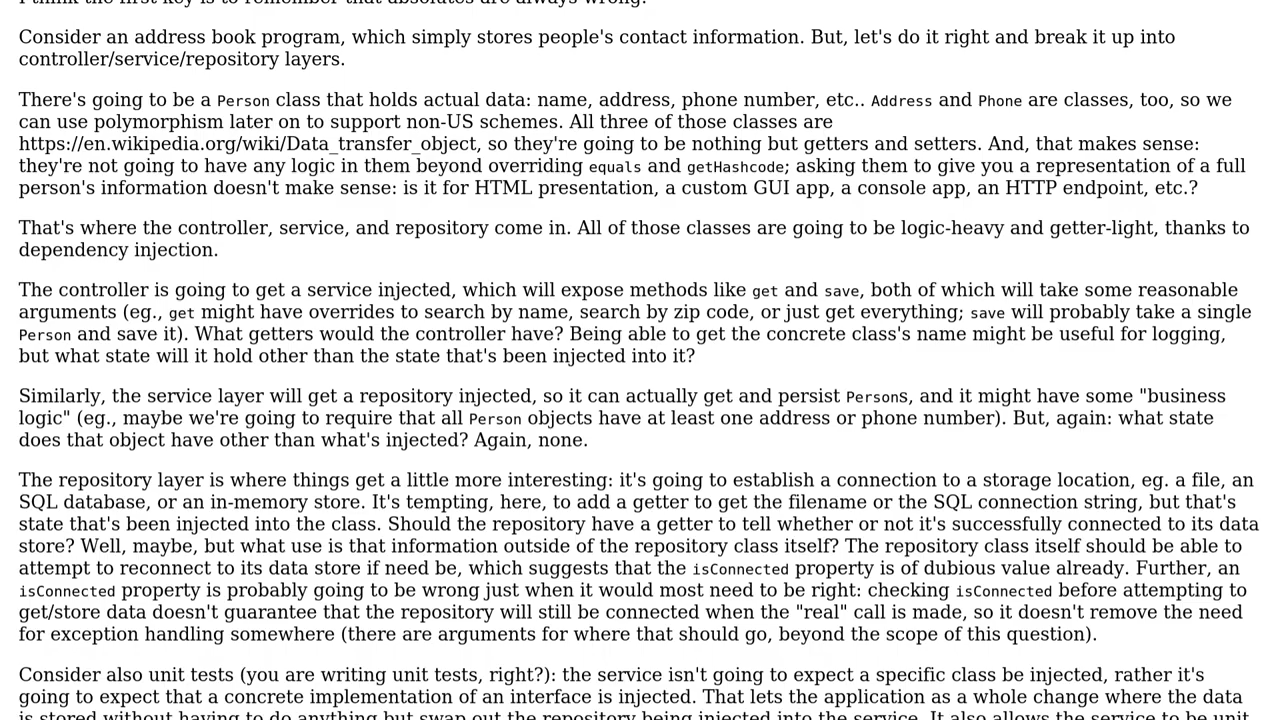 I think the first key is to remember that absolutes are always wrong.
Consider an address book program, which simply stores people's contact information. But, let's do it right and break it up into
controller/service/repository layers.
There's going to be a Person class that holds actual data: name, address, phone number, etc.. Address and Phone are classes, too, so we
can use polymorphism later on to support non-US schemes. All three of those classes are
https://en.wikipedia.org/wiki/Data_transfer_object, so they're going to be nothing but getters and setters. And, that makes sense:
they're not going to have any logic in them beyond overriding equals and getHashcode; asking them to give you a representation of a full
person's information doesn't make sense: is it for HTML presentation, a custom GUI app, a console app, an HTTP endpoint, etc.?
That's where the controller, service, and repository come in. All of those classes are going to be logic-heavy and getter-light, thanks to
dependency injection.
The controller is going to get a service injected, which will expose methods like get and save, both of which will take some reasonable
arguments (eg., get might have overrides to search by name, search by zip code, or just get everything; save will probably take a single
Person and save it). What getters would the controller have? Being able to get the concrete class's name might be useful for logging,
but what state will it hold other than the state that's been injected into it?
Similarly, the service layer will get a repository injected, so it can actually get and persist Persons, and it might have some "business
logic" (eg., maybe we're going to require that all Person objects have at least one address or phone number). But, again: what state
does that object have other than what's injected? Again, none.
The repository layer is where things get a little more interesting: it's going to establish a connection to a storage location, eg. a file, an
SQL database, or an in-memory store. It's tempting, here, to add a getter to get the filename or the SQL connection string, but that's
state that's been injected into the class. Should the repository have a getter to tell whether or not it's successfully connected to its data
store? Well, maybe, but what use is that information outside of the repository class itself? The repository class itself should be able to
attempt to reconnect to its data store if need be, which suggests that the isConnected property is of dubious value already. Further, an
isConnected property is probably going to be wrong just when it would most need to be right: checking isConnected before attempting to
get/store data doesn't guarantee that the repository will still be connected when the "real" call is made, so it doesn't remove the need
for exception handling somewhere (there are arguments for where that should go, beyond the scope of this question).
Consider also unit tests (you are writing unit tests, right?): the service isn't going to expect a specific class be injected, rather it's
going to expect that a concrete implementation of an interface is injected. That lets the application as a whole change where the data
is stored without having to do anything but swap out the repository being injected into the service. It also allows the service to be unit